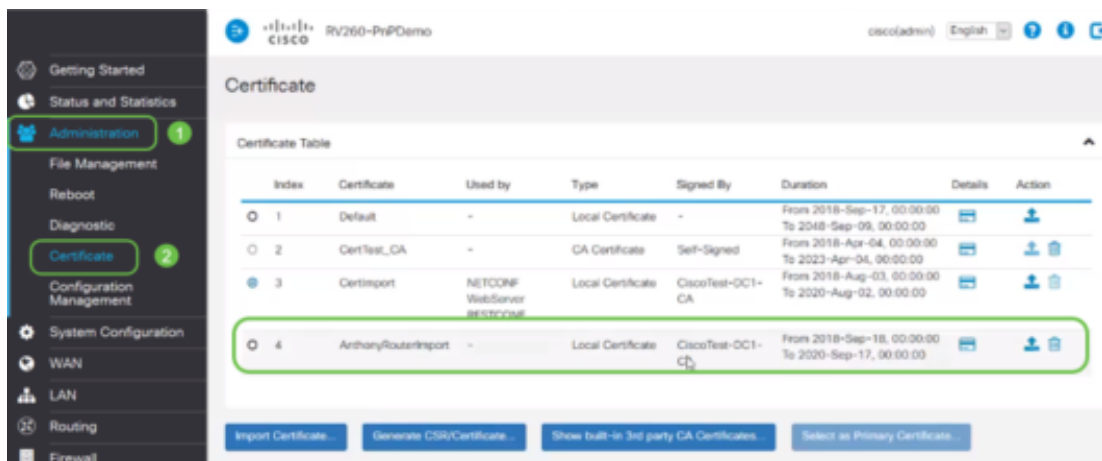 CISCO RV260-PnPDemo cisco(admin) English
Getting Started
Status and Statistics
Administration 1
File Management
Reboot
Diagnostic
Certificate 2
Configuration
Management
System Configuration
WAN
LAN
Routing
Firewall
Certificate
Certificate Table
Index Certificate Used by Type Signed By Duration Details Action
1 Default - Local Certificate - From 2018-Sep-17, 00:00:00
To 2048-Sep-09, 00:00:00
2 CertTest_CA - CA Certificate Self-Signed From 2018-Apr-04, 00:00:00
To 2023-Apr-04, 00:00:00
3 CertImport NETCONF Local Certificate CiscoTest-DC1- From 2018-Aug-03, 00:00:00
WebServer CA To 2020-Aug-02, 00:00:00
RESTCONF
4 AnthonyRouterImport - Local Certificate CiscoTest-DC1- From 2018-Sep-18, 00:00:00
To 2020-Sep-17, 00:00:00
Import Certificate... Generate CSR/Certificate... Show built-in 3rd party CA Certificates... Select as Primary Certificate...